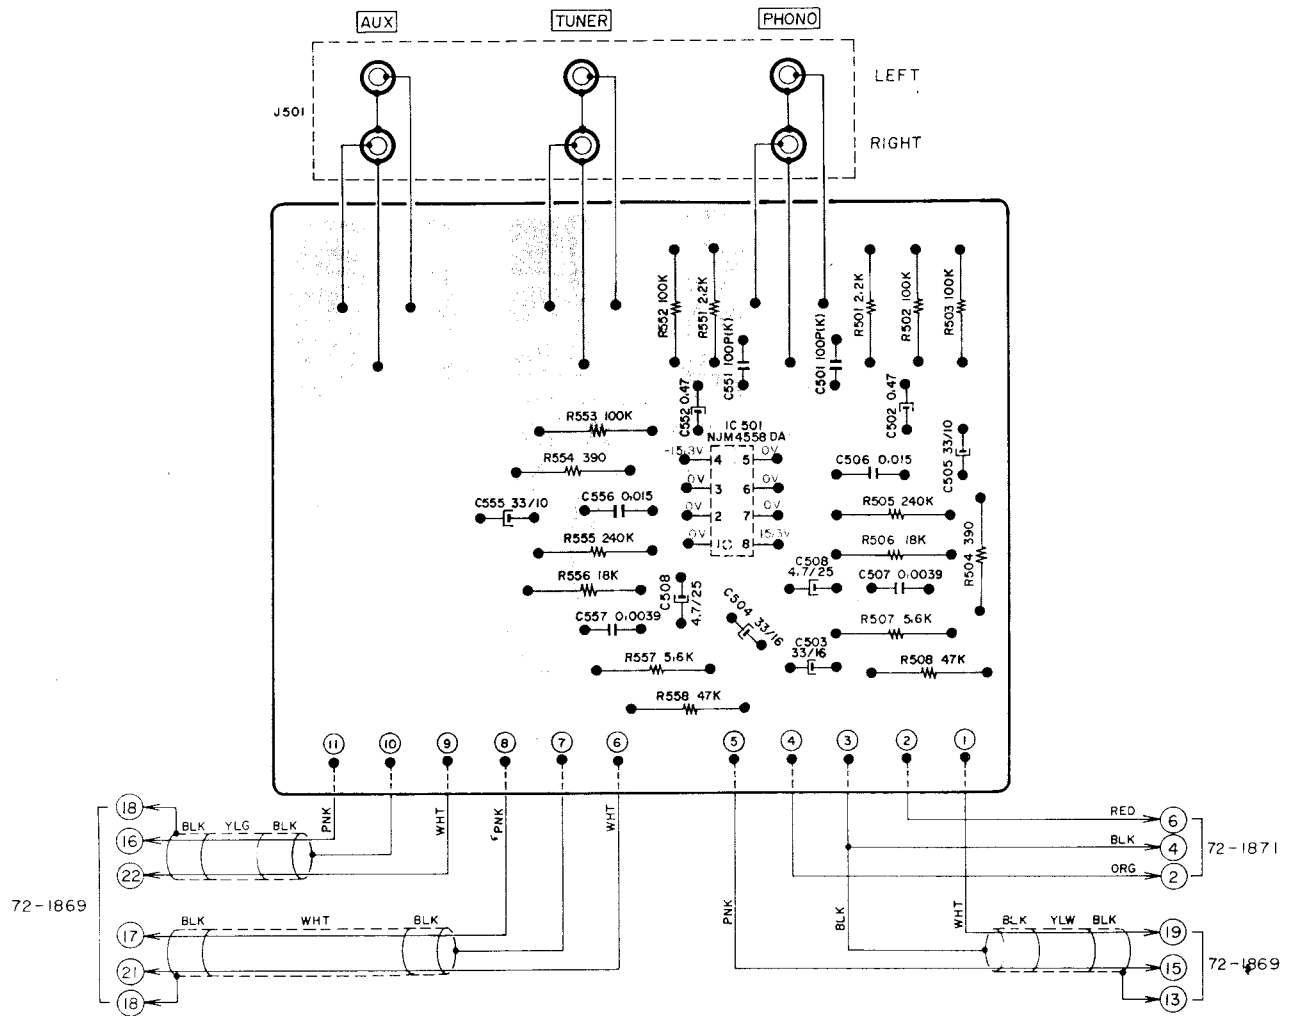 AUX TUNER PHONO
LEFT
J501
RIGHT
R552 100K
R551 2.2K
C551 100P(K)
C501 100P(K)
R501 2.2K
R502 100K
R503 100K
C552 0.47
C502 0.47
C505 33/10
R553 100K
IC 501
NJM4558DA
R554 390
-15.3V 4 5 0V
0V 3 6 0V
0V 2 7 0V
0V 1 8 15.3V
C506 0.015
C555 33/10
C556 0.015
R505 240K
R555 240K
R506 18K
R504 390
R556 18K
C508
4.7/25
C508
4.7/25
C507 0.0039
C557 0.0039
C504 33/16
R507 5.6K
R557 5.6K
C503
33/16
R508 47K
R558 47K
11 10 9 8 7 6 5 4 3 2 1
PNK WHT PNK WHT
18
BLK YLG BLK
16
22
72-1869
17
BLK WHT BLK
21
18
RED 6
BLK 4 72-1871
ORG 2
PNK BLK WHT
BLK YLW BLK
19
15 72-1869
13